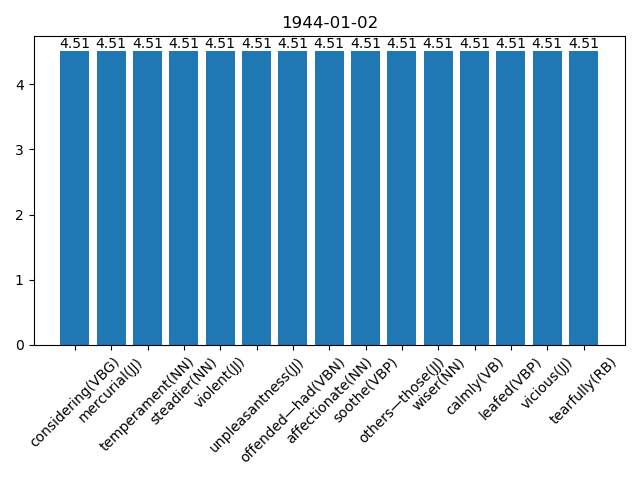 1944-01-02
4.51 4.51 4.51 4.51 4.51 4.51 4.51 4.51 4.51 4.51 4.51 4.51 4.51 4.51 4.51
4
3
2
1
0
considering(VBG)
mercurial(JJ)
temperament(NN)
steadier(NN)
violent(JJ)
unpleasantness(JJ)
offended—had(VBN)
affectionate(NN)
soothe(VBP)
others—those(JJ)
wiser(NN)
calmly(VB)
leafed(VBP)
vicious(JJ)
tearfully(RB)